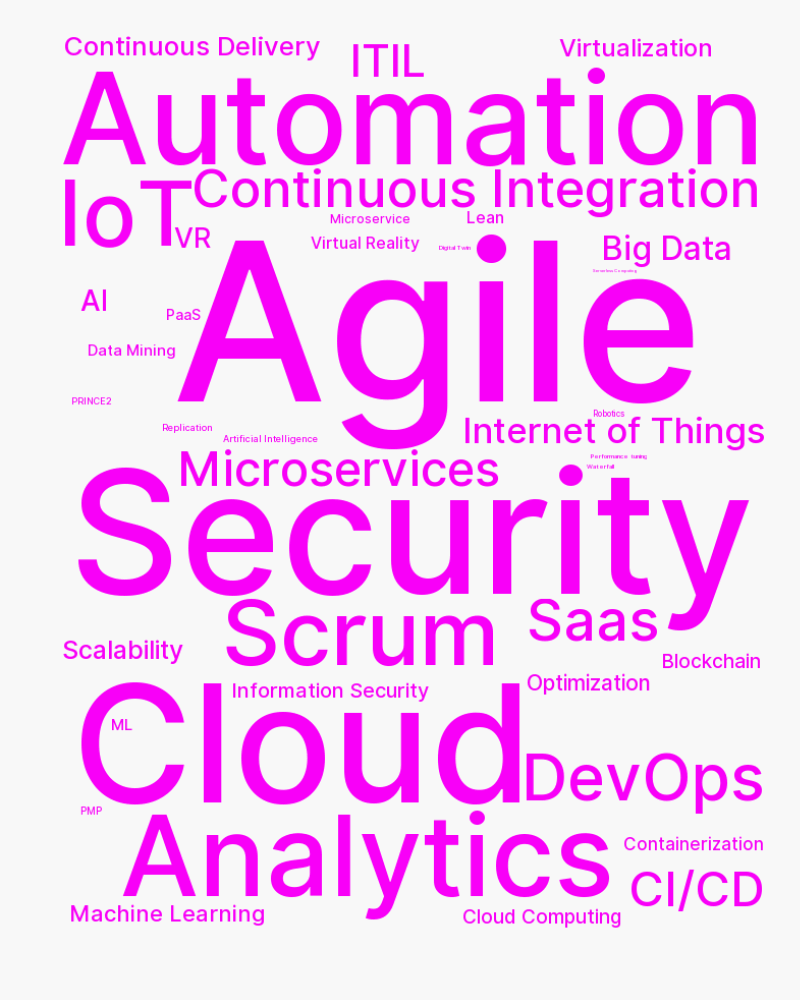 Continuous Delivery
ITIL
Virtualization
Automation
IoT
Continuous Integration
Microservice
Lean
VR
Virtual Reality
Digital Twin
Big Data
Serverless Computing
Agile
AI
PaaS
Data Mining
PRINCE2
Robotics
Replication
Artificial Intelligence
Internet of Things
Microservices
Performance tuning
Waterfall
Security
Scrum
Saas
Scalability
Blockchain
Information Security
Optimization
Cloud
ML
DevOps
PMP
Analytics
Containerization
CI/CD
Machine Learning
Cloud Computing